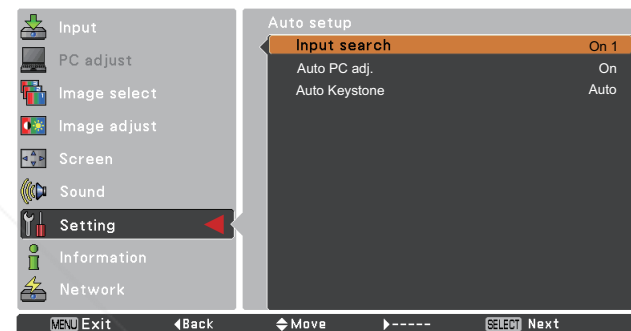 Input
PC adjust
Image select
Image adjust
Screen
Sound
Setting
Information
Network
Auto setup
Input search On 1
Auto PC adj. On
Auto Keystone Auto
MENU Exit Back Move ----- SELECT Next